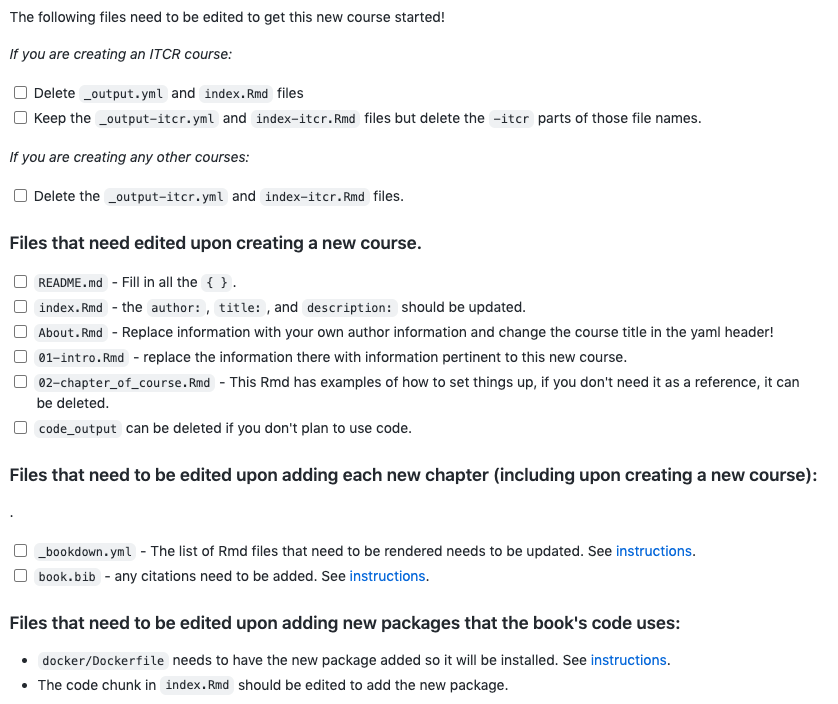 The following files need to be edited to get this new course started!
If you are creating an ITCR course:
Delete _output.yml and index.Rmd files
Keep the _output-itcr.yml and index-itcr.Rmd files but delete the -itcr parts of those file names.
If you are creating any other courses:
Delete the _output-itcr.yml and index-itcr.Rmd files.
Files that need edited upon creating a new course.
README.md - Fill in all the { } .
index.Rmd - the author: , title: , and description: should be updated.
About.Rmd - Replace information with your own author information and change the course title in the yaml header!
01-intro.Rmd - replace the information there with information pertinent to this new course.
02-chapter_of_course.Rmd - This Rmd has examples of how to set things up, if you don't need it as a reference, it can
be deleted.
code_output can be deleted if you don't plan to use code.
Files that need to be edited upon adding each new chapter (including upon creating a new course):
.
_bookdown.yml - The list of Rmd files that need to be rendered needs to be updated. See instructions.
book.bib - any citations need to be added. See instructions.
Files that need to be edited upon adding new packages that the book's code uses:
• docker/Dockerfile needs to have the new package added so it will be installed. See instructions.
• The code chunk in index.Rmd should be edited to add the new package.